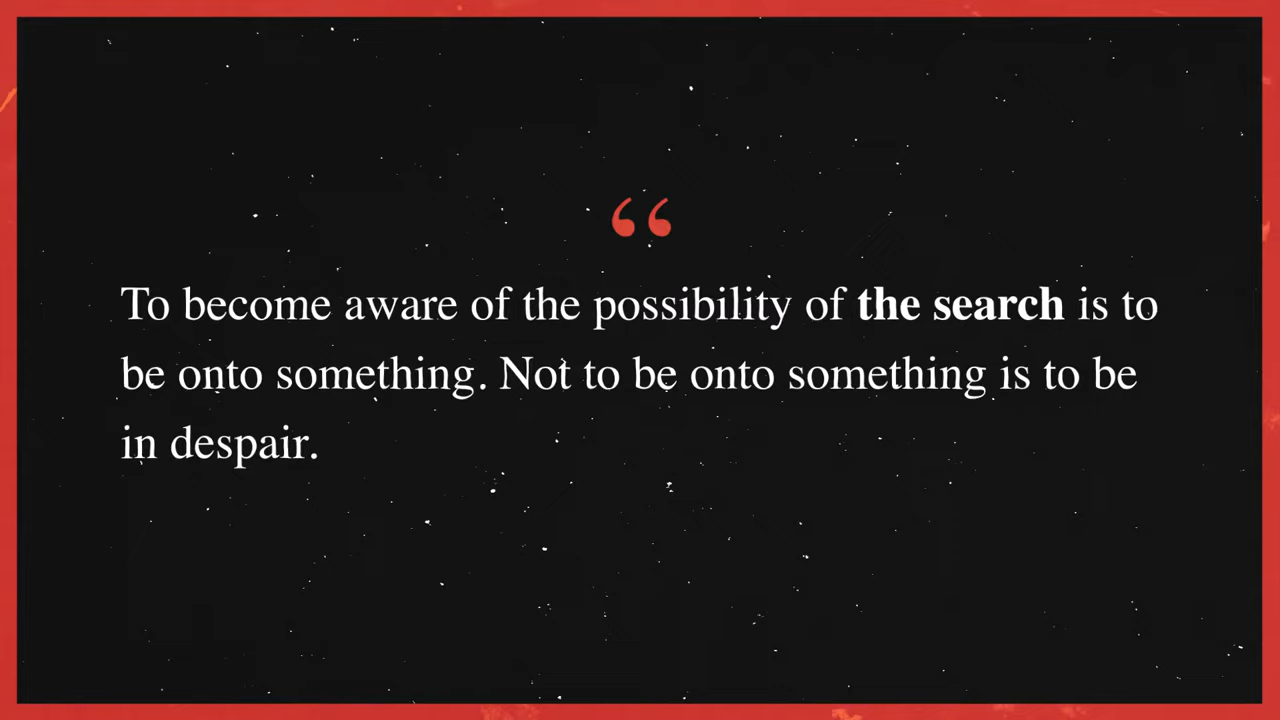 “
To become aware of the possibility of the search is to
be onto something. Not to be onto something is to be
in despair.